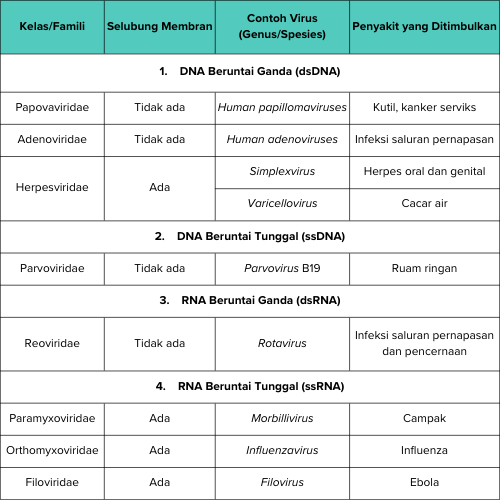 Kelas/Famili
Selubung Membran
Contoh Virus
(Genus/Spesies)
Penyakit yang Ditimbulkan
1. DNA Beruntai Ganda (dsDNA)
Papovaviridae
Tidak ada
Human papillomaviruses
Kutil, kanker serviks
Adenoviridae
Tidak ada
Human adenoviruses
Infeksi saluran pernapasan
Herpesviridae
Ada
Simplexvirus
Herpes oral dan genital
Varicellovirus
Cacar air
2. DNA Beruntai Tunggal (ssDNA)
Parvoviridae
Tidak ada
Parvovirus B19
Ruam ringan
3. RNA Beruntai Ganda (dsRNA)
Reoviridae
Tidak ada
Rotavirus
Infeksi saluran pernapasan
dan pencernaan
4. RNA Beruntai Tunggal (ssRNA)
Paramyxoviridae
Ada
Morbillivirus
Campak
Orthomyxoviridae
Ada
Influenzavirus
Influenza
Filoviridae
Ada
Filovirus
Ebola